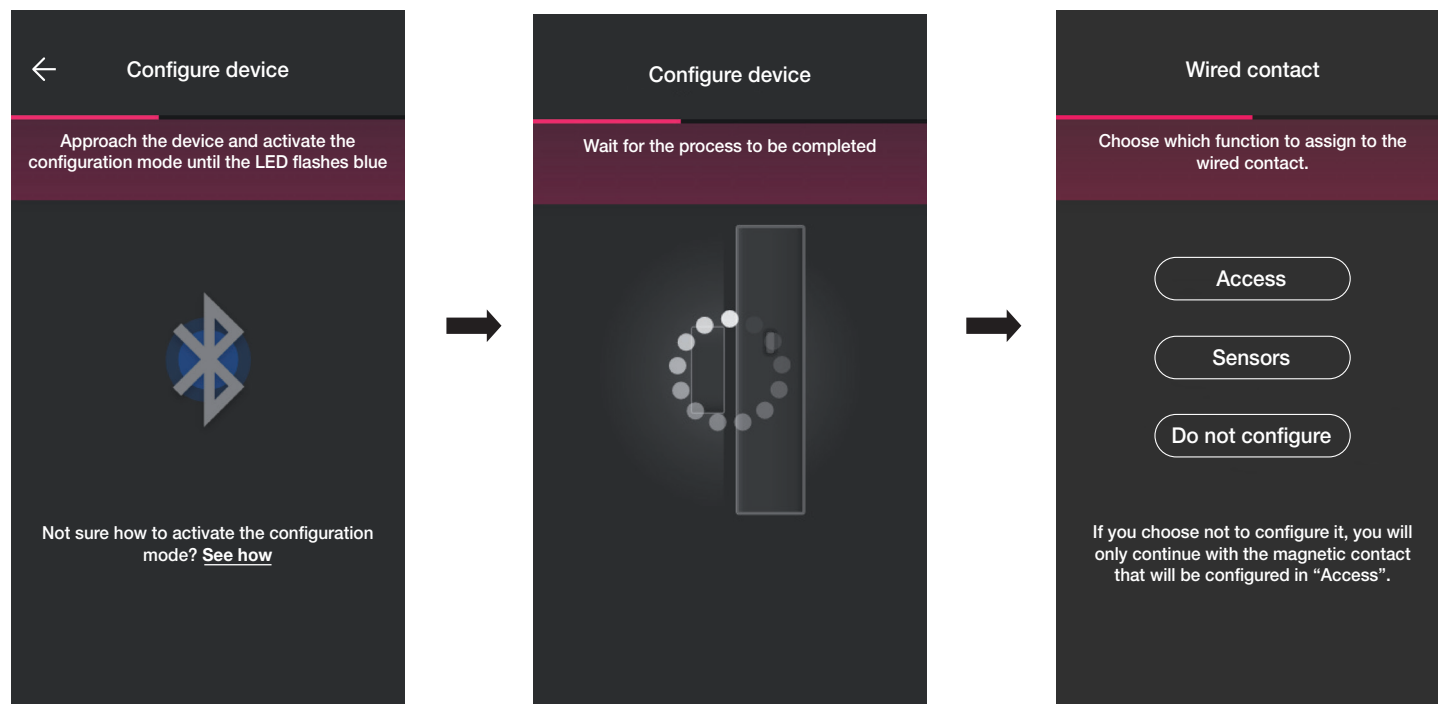 Configure device
Approach the device and activate the
configuration mode until the LED flashes blue
Not sure how to activate the configuration
mode? See how
Configure device
Wait for the process to be completed
Wired contact
Choose which function to assign to the
wired contact.
Access
Sensors
Do not configure
If you choose not to configure it, you will
only continue with the magnetic contact
that will be configured in “Access”.